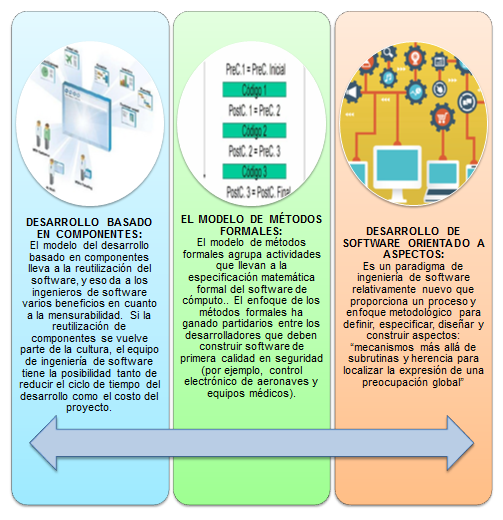 DESARROLLO BASADO
EN COMPONENTES:
El modelo del desarrollo
basado en componentes
lleva a la reutilización del
software, y eso da a los
ingenieros de software
varios beneficios en cuanto
a la mensurabilidad. Si la
reutilización de
componentes se vuelve
parte de la cultura, el equipo
de ingeniería de software
tiene la posibilidad tanto de
reducir el ciclo de tiempo del
desarrollo como el costo del
proyecto.
PreC.1 = PreC. Inicial
Código 1
PostC. 1 = PreC. 2
Código 2
PostC. 2 = PreC. 3
Código 3
PostC. 3 = PostC. Final
EL MODELO DE MÉTODOS
FORMALES:
El modelo de métodos
formales agrupa actividades
que llevan a la
especificación matemática
formal del software de
cómputo.. El enfoque de los
métodos formales ha
ganado partidarios entre los
desarrolladores que deben
construir software de
primera calidad en seguridad
(por ejemplo, control
electrónico de aeronaves y
equipos médicos).
DESARROLLO DE
SOFTWARE ORIENTADO A
ASPECTOS:
Es un paradigma de
ingeniería de software
relativamente nuevo que
proporciona un proceso y
enfoque metodológico para
definir, especificar, diseñar y
construir aspectos:
“mecanismos más allá de
subrutinas y herencia para
localizar la expresión de una
preocupación global”